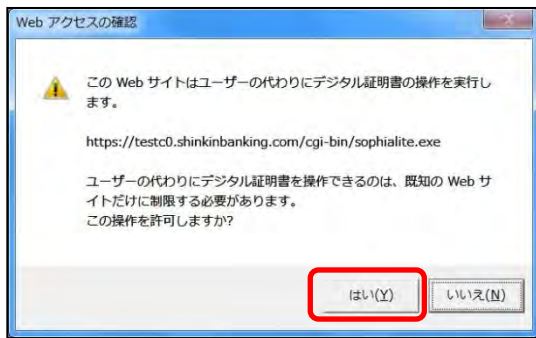 Web アクセスの確認
この Web サイトはユーザーの代わりにデジタル証明書の操作を実行し
ます。
https://testc0.shinkinbanking.com/cgi-bin/sophialite.exe
ユーザーの代わりにデジタル証明書を操作できるのは、既知の Web サ
イトだけに制限する必要があります。
この操作を許可しますか?
はい(Y) いいえ(N)